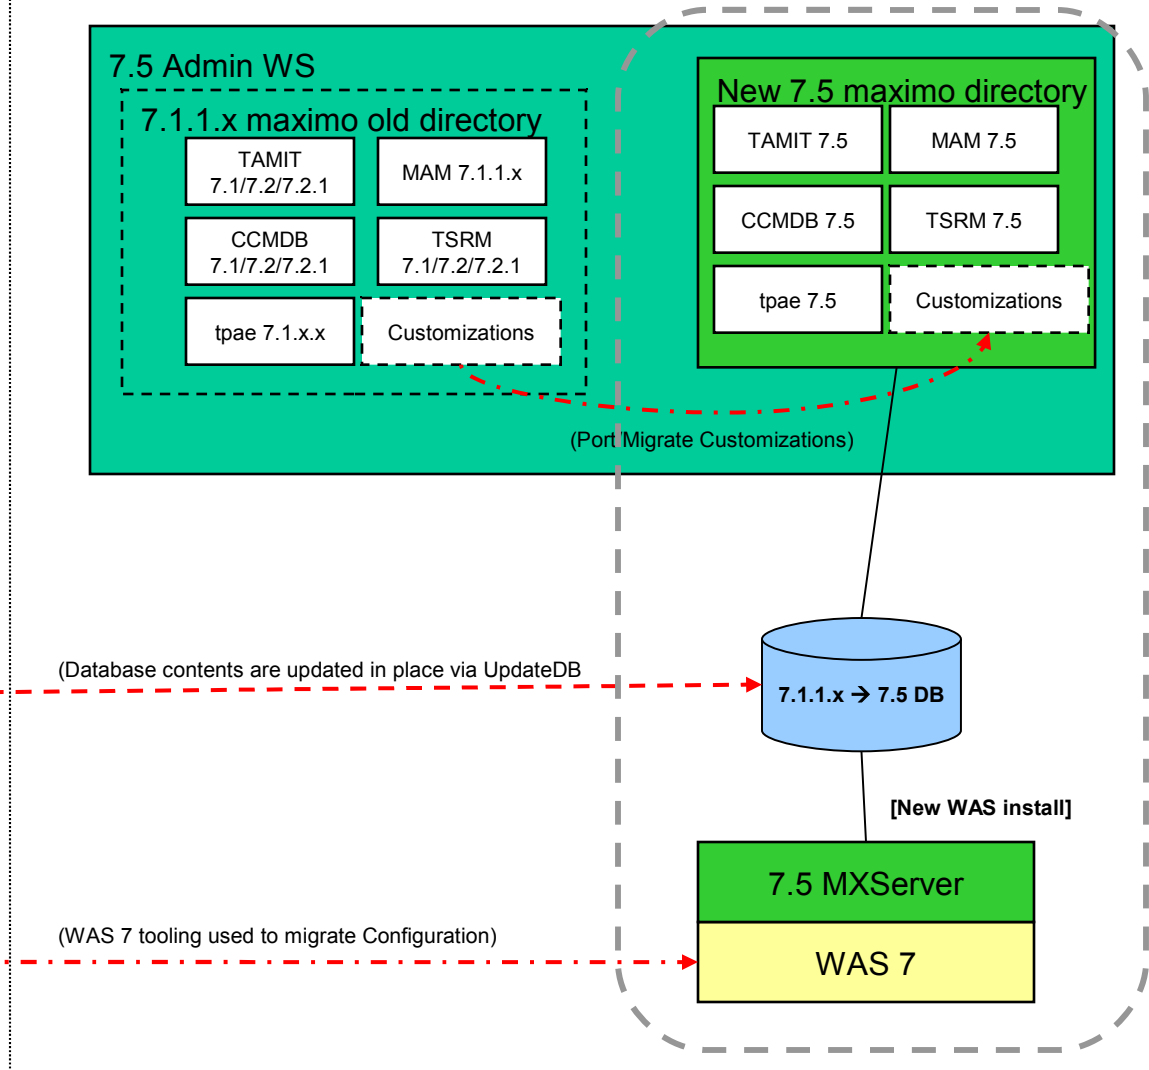 7.5 Admin WS
7.1.1.x maximo old directory
TAMIT
7.1/7.2/7.2.1
MAM 7.1.1.x
CCMDB
7.1/7.2/7.2.1
TSRM
7.1/7.2/7.2.1
tpae 7.1.x.x
Customizations
New 7.5 maximo directory
TAMIT 7.5
MAM 7.5
CCMDB 7.5
TSRM 7.5
tpae 7.5
Customizations
(Port/Migrate Customizations)
(Database contents are updated in place via UpdateDB
7.1.1.x → 7.5 DB
[New WAS install]
7.5 MXServer
(WAS 7 tooling used to migrate Configuration)
WAS 7